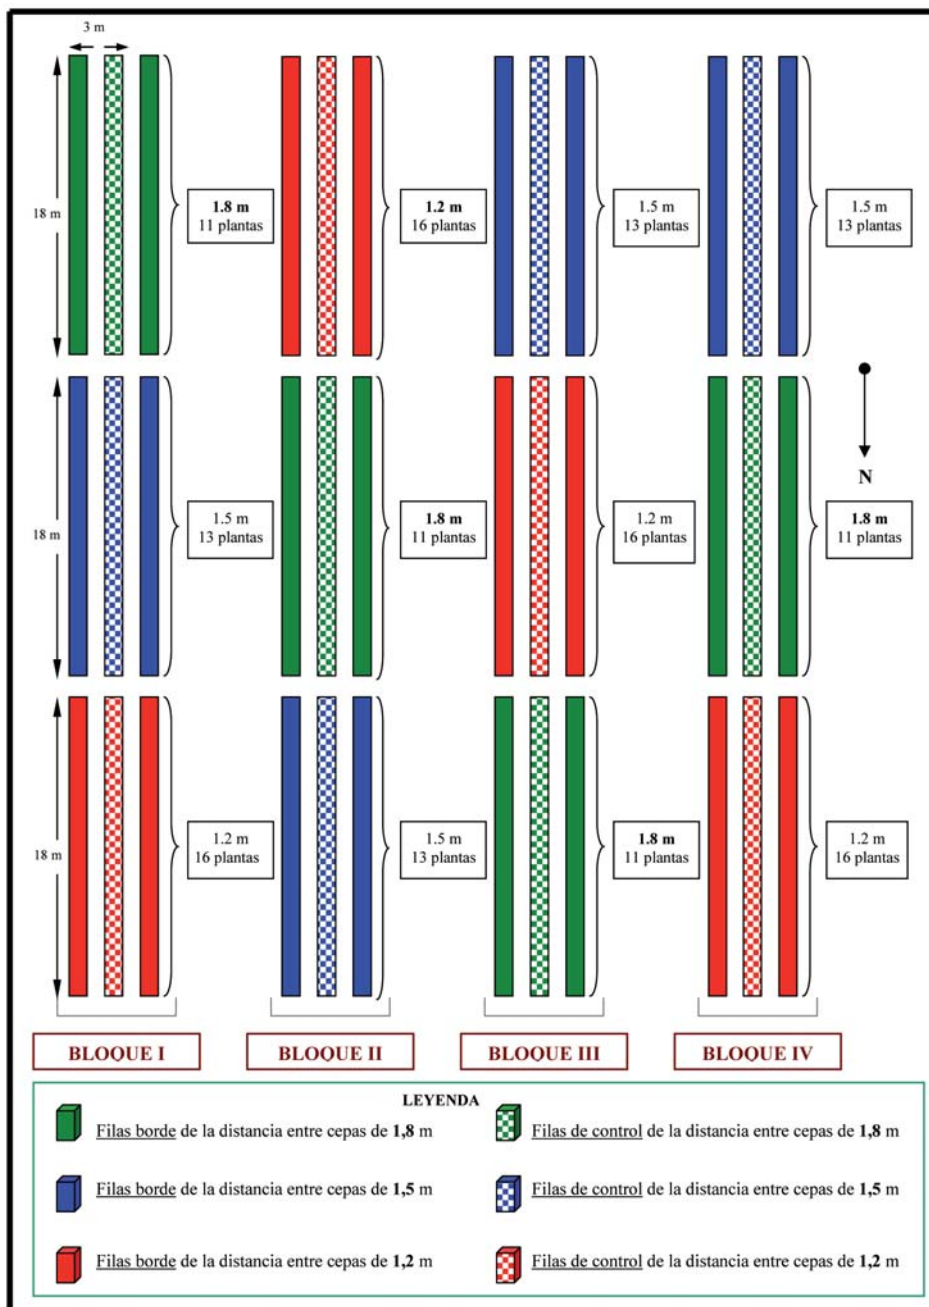 3 m
18 m
1.8 m
11 plantas
1.2 m
16 plantas
1.5 m
13 plantas
1.5 m
13 plantas
N
18 m
1.5 m
13 plantas
1.8 m
11 plantas
1.2 m
16 plantas
1.8 m
11 plantas
18 m
1.2 m
16 plantas
1.5 m
13 plantas
1.8 m
11 plantas
1.2 m
16 plantas
BLOQUE I
BLOQUE II
BLOQUE III
BLOQUE IV
LEYENDA
Filas borde de la distancia entre cepas de 1,8 m
Filas de control de la distancia entre cepas de 1,8 m
Filas borde de la distancia entre cepas de 1,5 m
Filas de control de la distancia entre cepas de 1,5 m
Filas borde de la distancia entre cepas de 1,2 m
Filas de control de la distancia entre cepas de 1,2 m